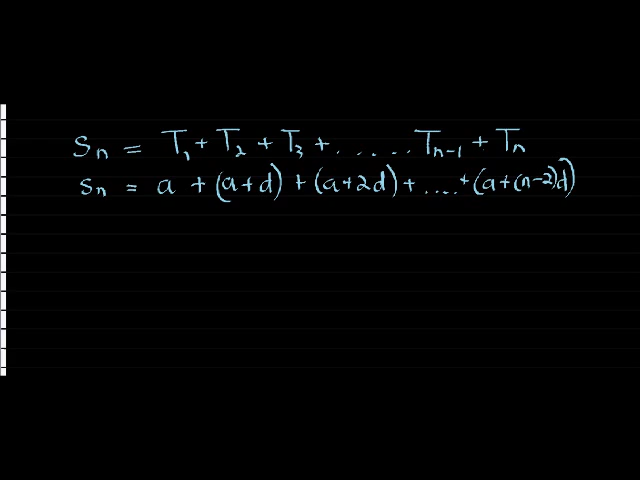 Sn = T1 + T2 + T3 + ...... Tn-1 + Tn
Sn = a + (a+d) + (a+2d) + ....+ (a+(n-2)d)